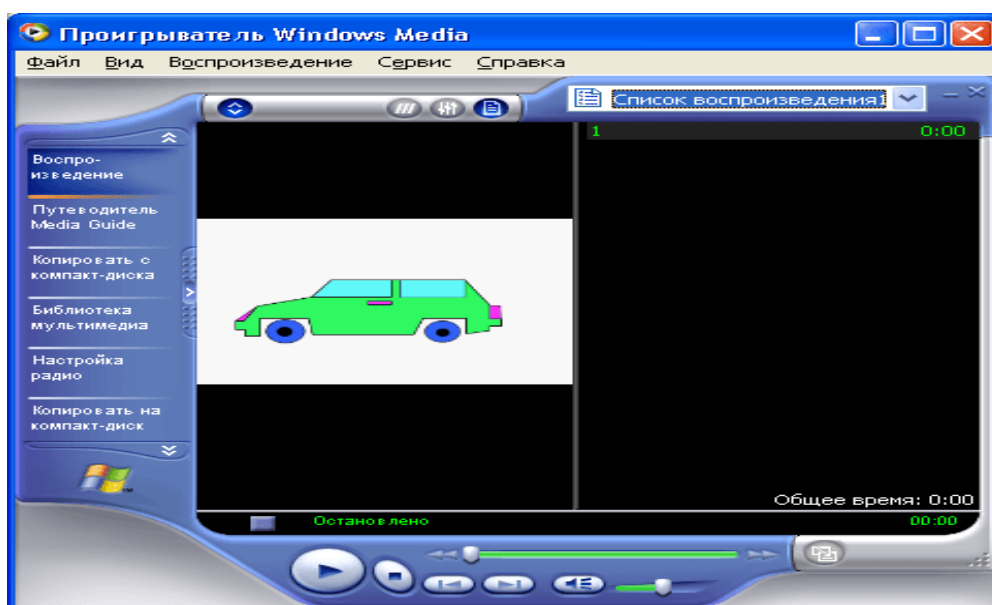 Проигрыватель Windows Media
Файл Вид Воспроизведение Сервис Справка
Список воспроизведения1
1 0:00
Воспро-
изведение
Путеводитель
Media Guide
Копировать с
компакт-диска
Библиотека
мультимедиа
Настройка
радио
Копировать на
компакт-диск
Общее время: 0:00
Остановлено 00:00